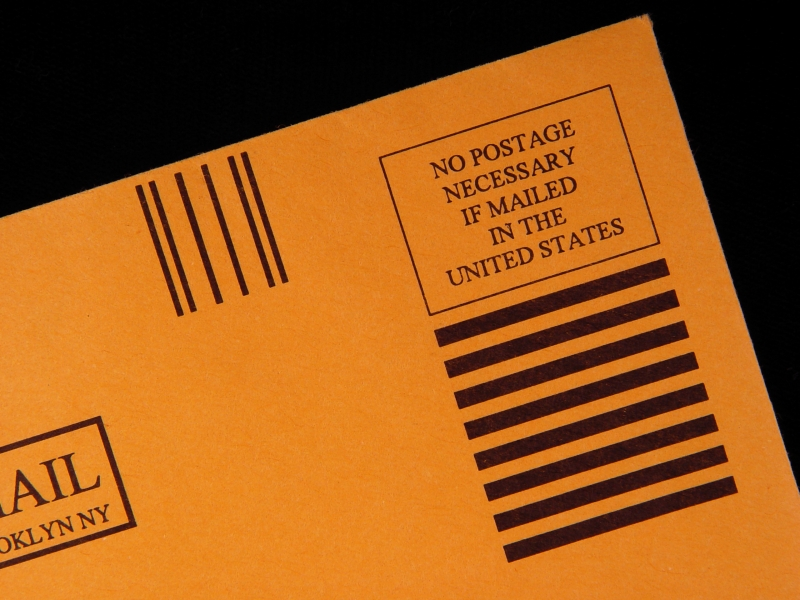 NO POSTAGE
NECESSARY
IF MAILED
IN THE
UNITED STATES
AIL
OKLYN NY